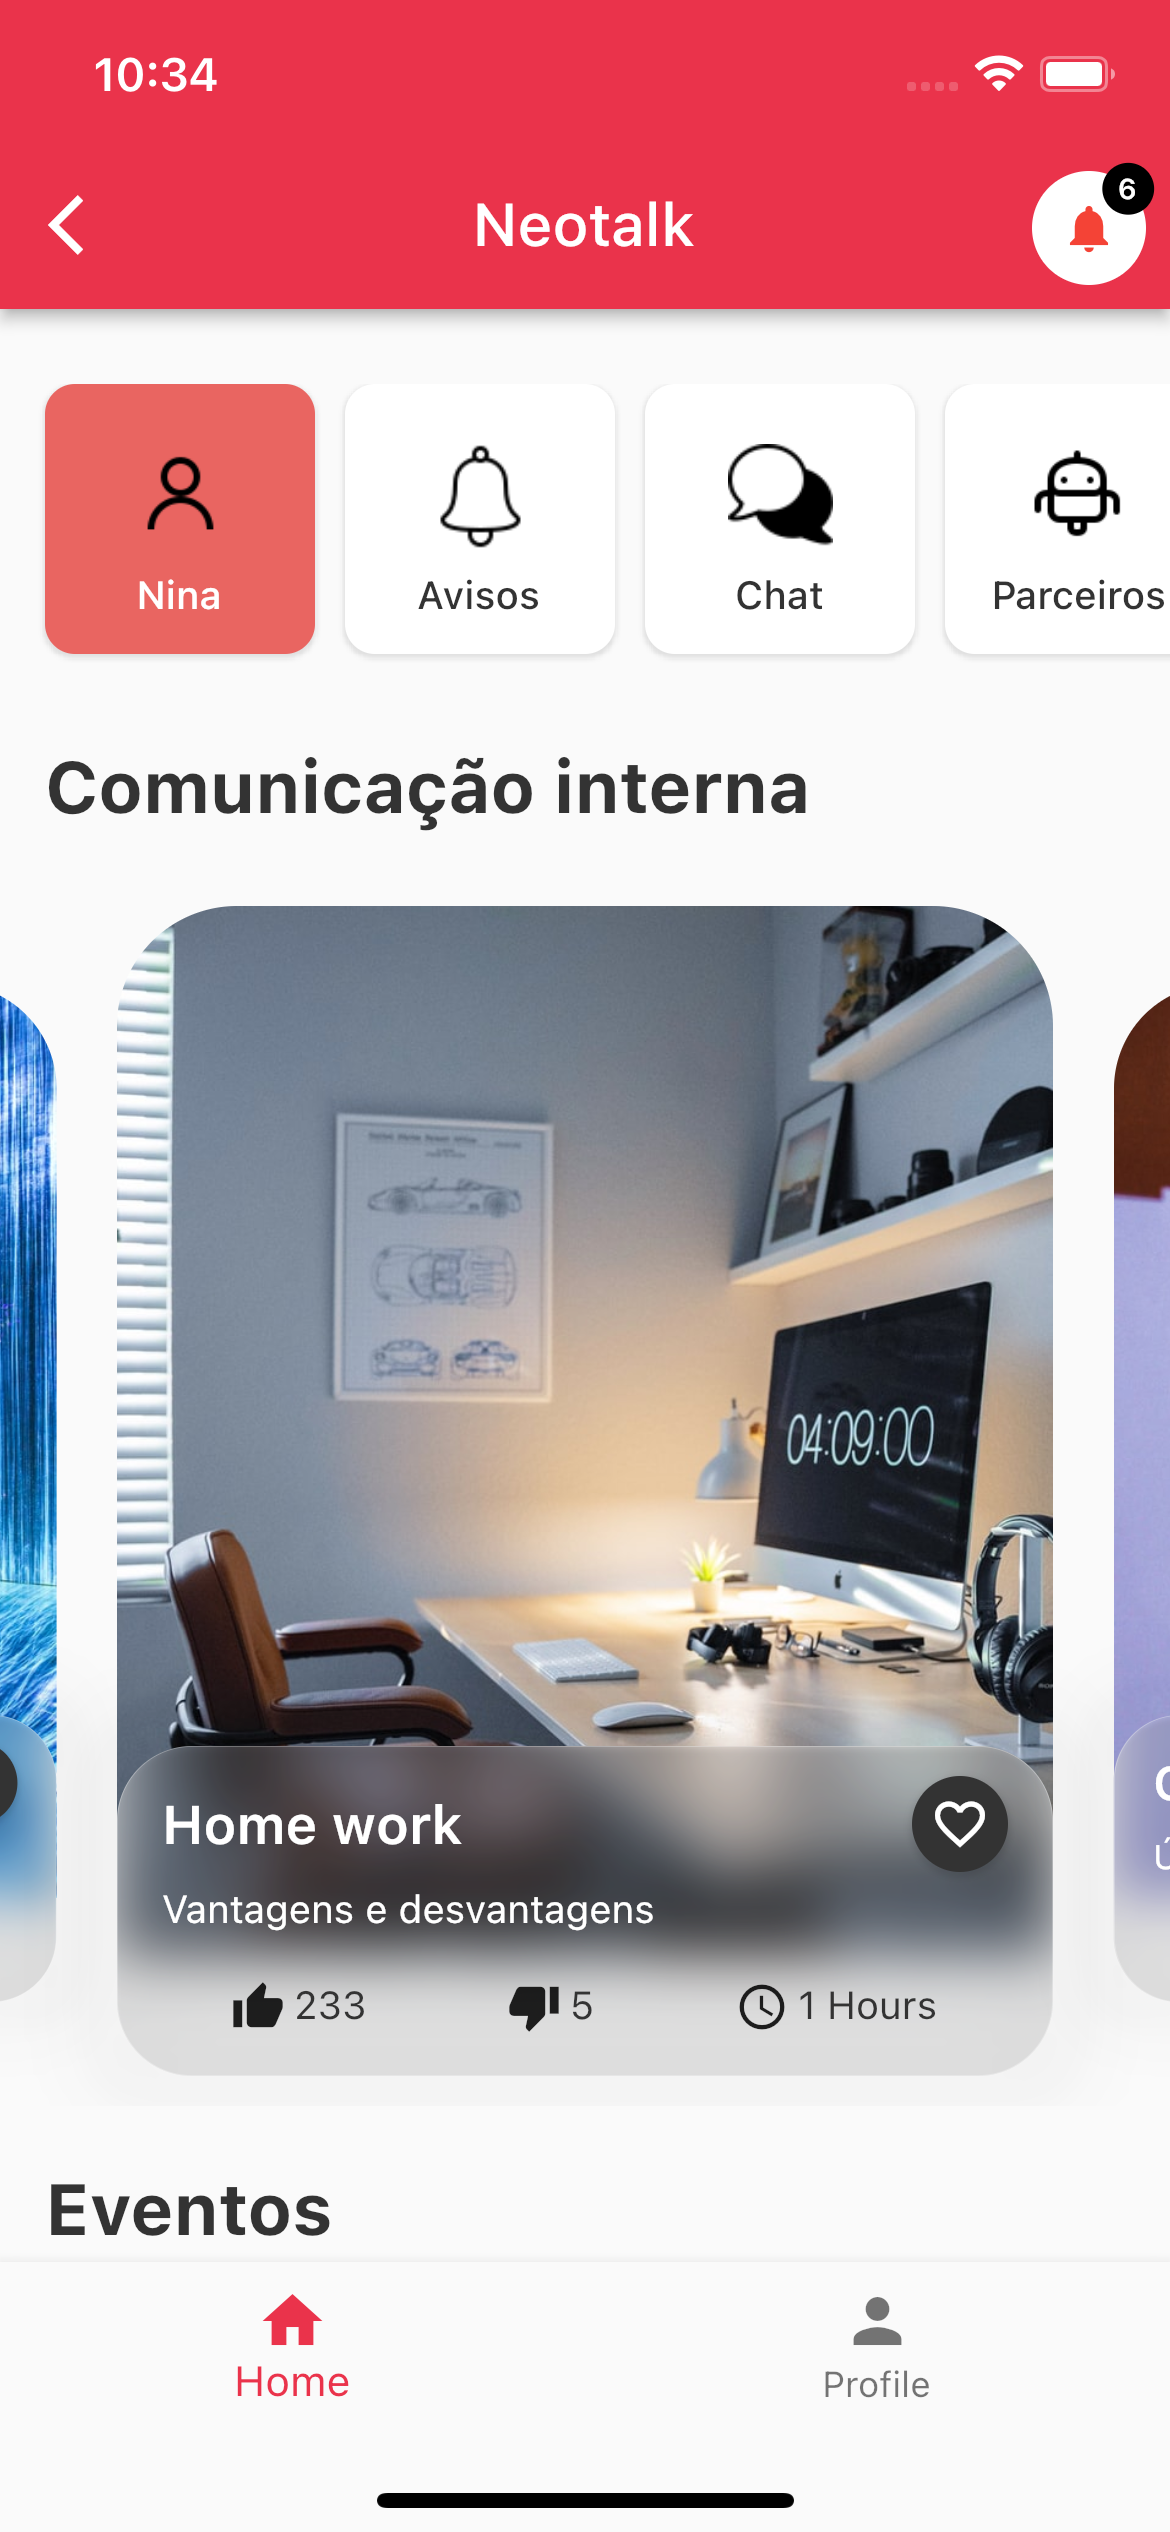 10:34
Neotalk
6
Nina
Avisos
Chat
Parceiros
Comunicação interna
04:09:00
Home work
Vantagens e desvantagens
233
5
1 Hours
Eventos
Home
Profile